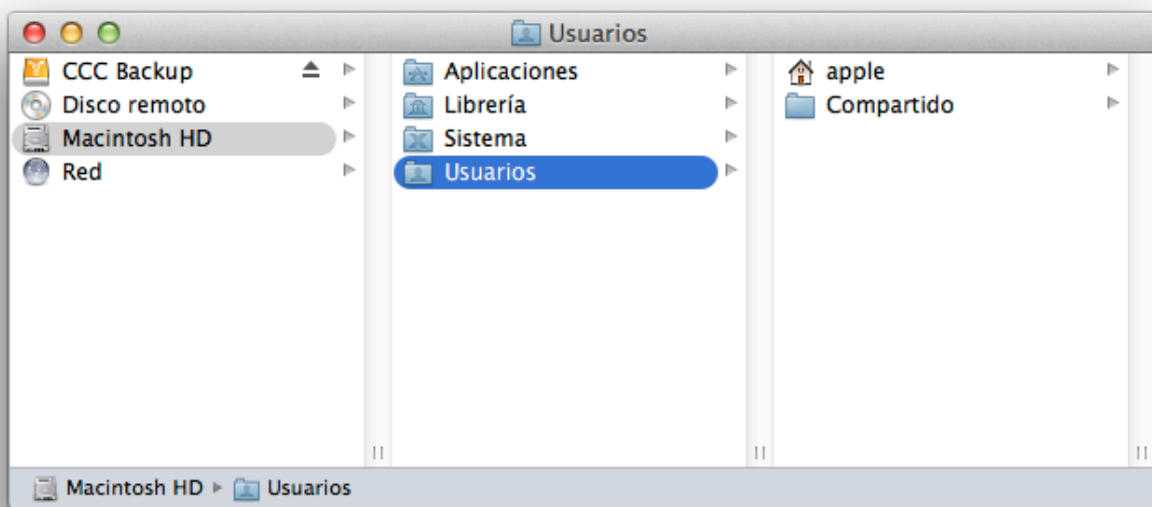 Usuarios
CCC Backup
Disco remoto
Macintosh HD
Red
Aplicaciones
Librería
Sistema
Usuarios
apple
Compartido
Macintosh HD Usuarios